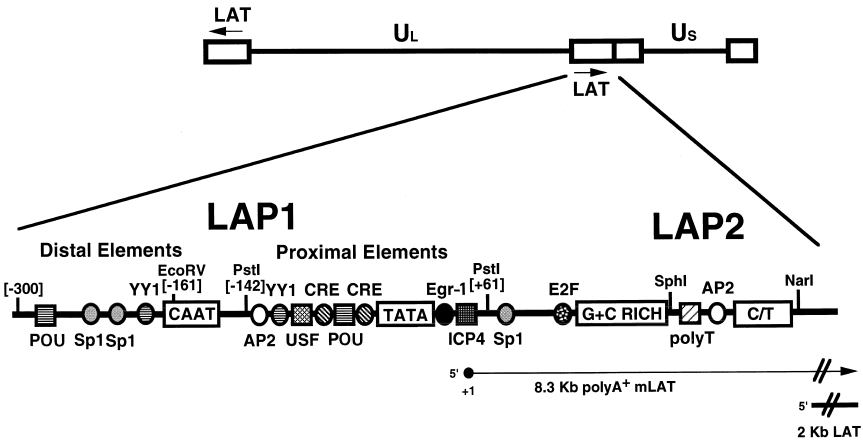 LAT
UL
US
LAT
LAP1
LAP2
Distal Elements
Proximal Elements
EcoRV
PstI
PstI
[-300]
YY1
[-161]
[-142]
YY1
CRE
CRE
Egr-1
[+61]
E2F
SphI
AP2
NarI
CAAT
TATA
G+C RICH
C/T
POU
Sp1
Sp1
AP2
USF
POU
ICP4
Sp1
polyT
5'
+1
8.3 Kb polyA+ mLAT
5'
2 Kb LAT